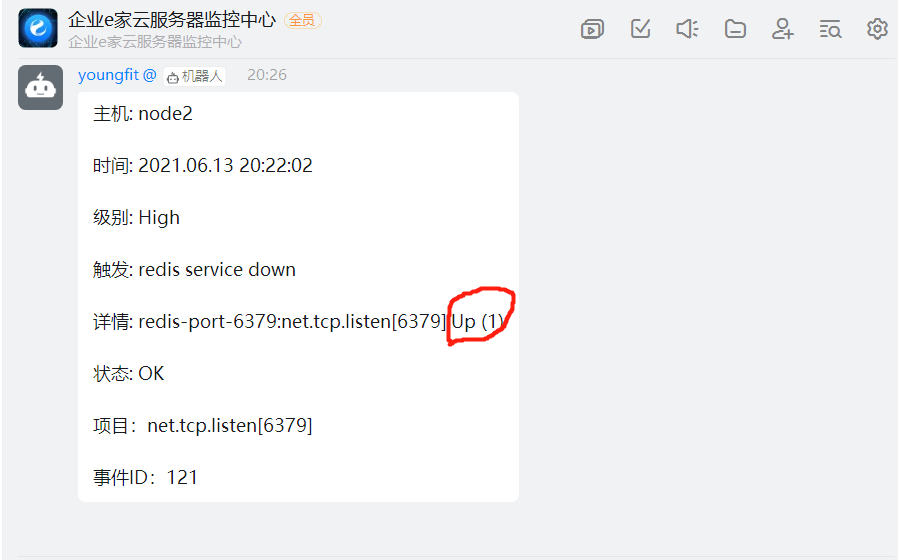 企业e家云服务器监控中心 全员
企业e家云服务器监控中心
youngfit @ 机器人 20:26
主机: node2
时间: 2021.06.13 20:22:02
级别: High
触发: redis service down
详情: redis-port-6379:net.tcp.listen[6379] Up (1)
状态: OK
项目：net.tcp.listen[6379]
事件ID：121